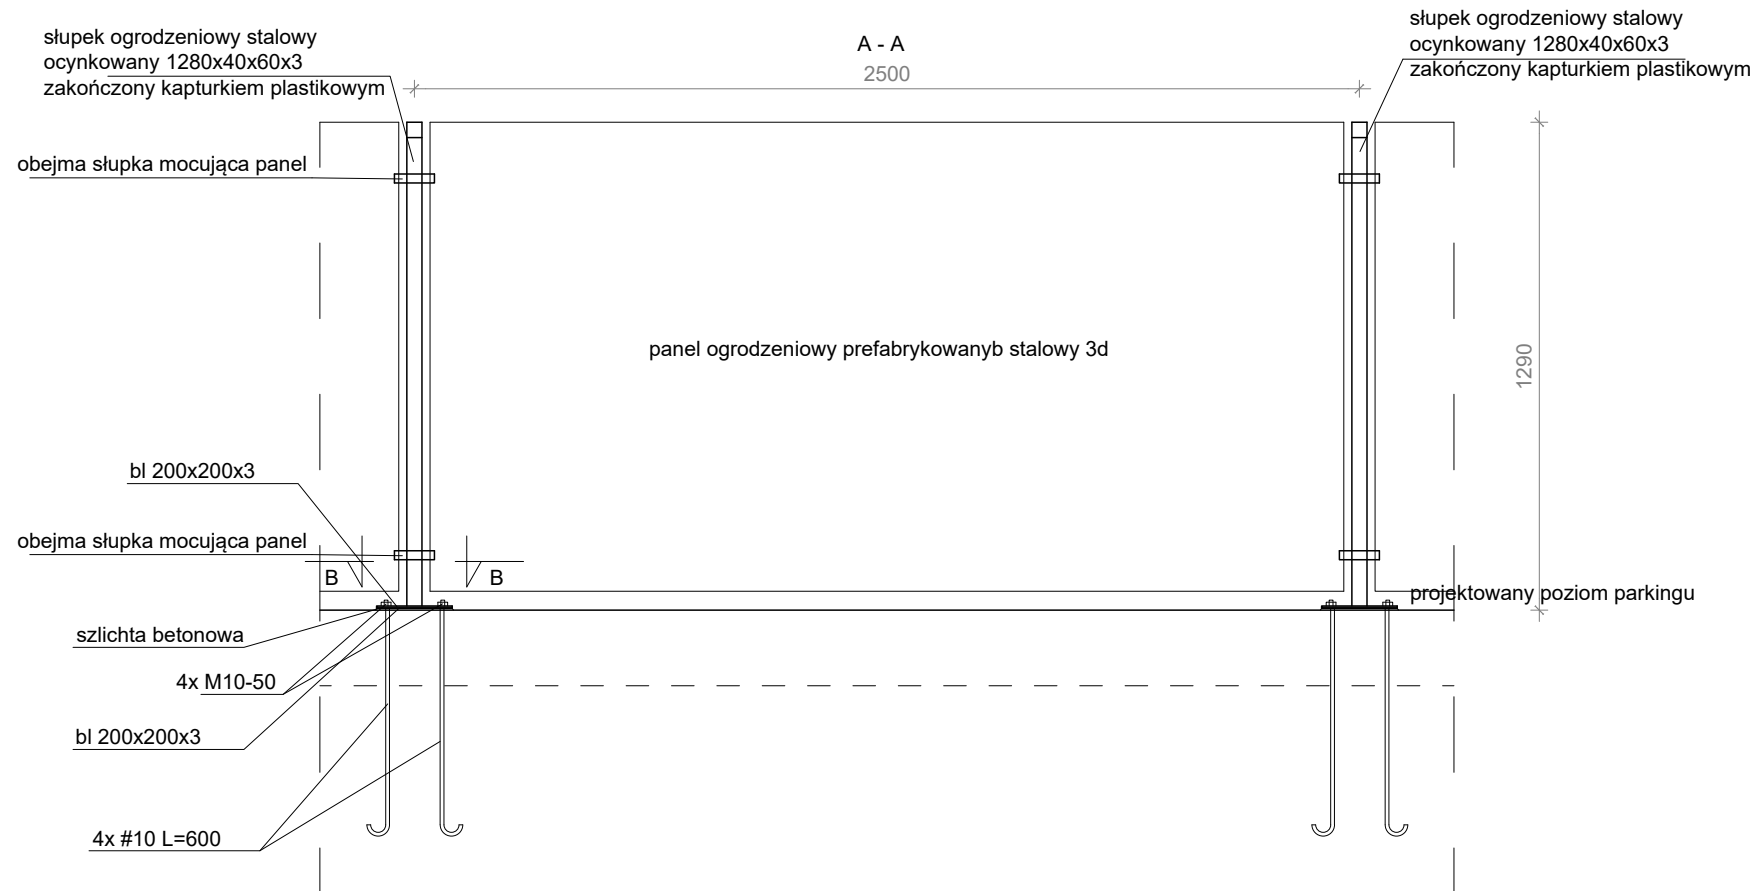 słupek ogrodzeniowy stalowy
ocynkowany 1280x40x60x3
zakończony kapturkiem plastikowym
A - A
2500
słupek ogrodzeniowy stalowy
ocynkowany 1280x40x60x3
zakończony kapturkiem plastikowym
obejma słupka mocująca panel
panel ogrodzeniowy prefabrykowanyb stalowy 3d
1290
bl 200x200x3
obejma słupka mocująca panel
B
B
projektowany poziom parkingu
szlichta betonowa
4x M10-50
bl 200x200x3
4x #10 L=600